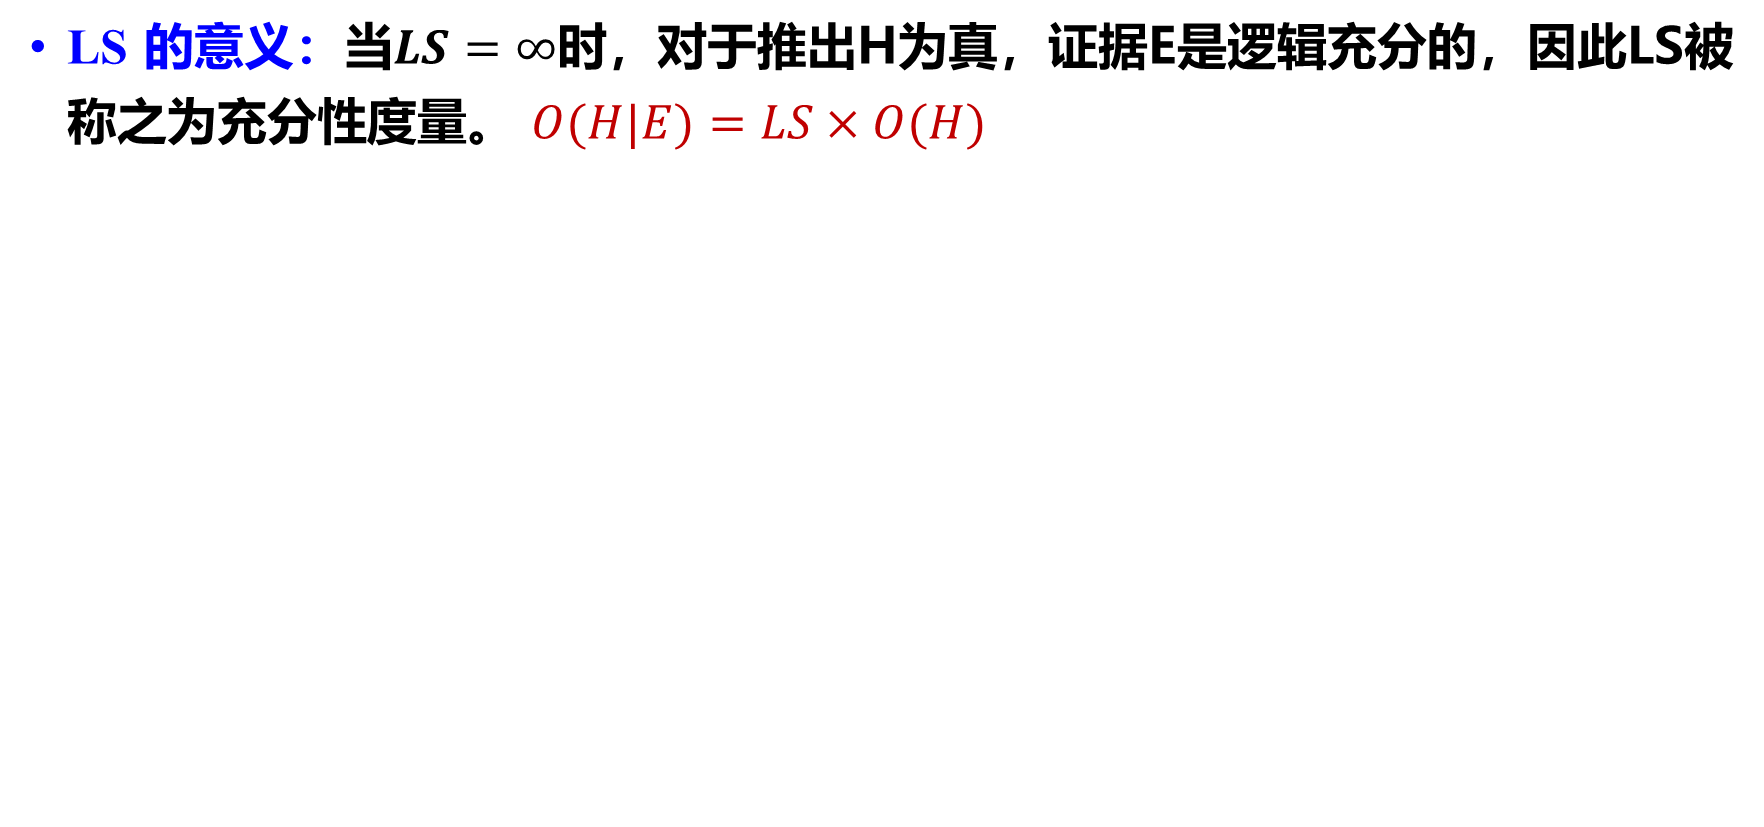 • LS 的意义：当LS = ∞时，对于推出H为真，证据E是逻辑充分的，因此LS被
称之为充分性度量。 O(H|E) = LS × O(H)